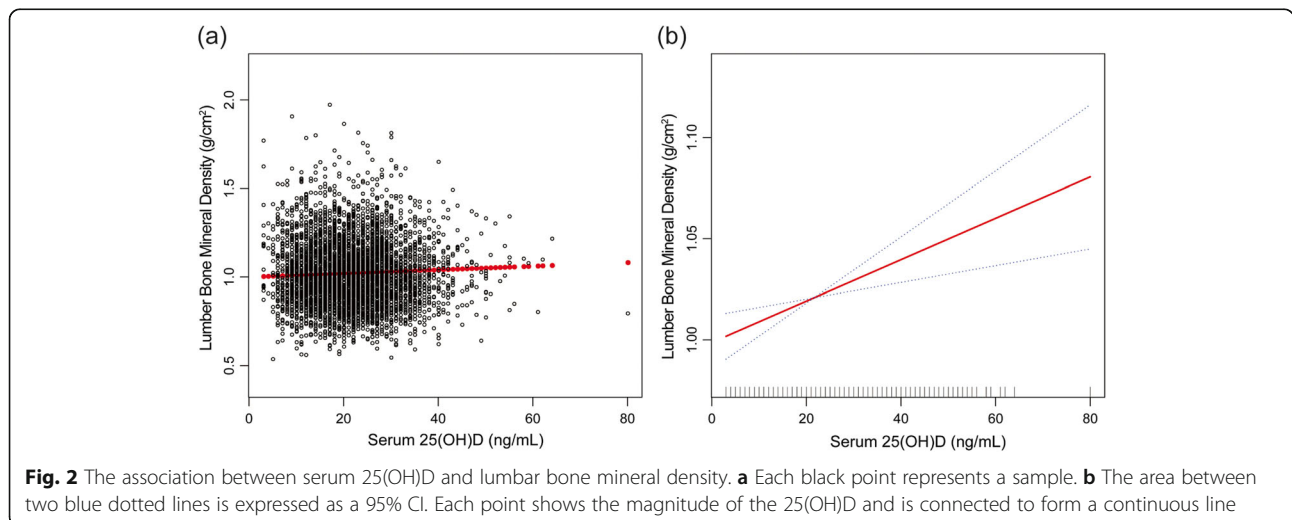 (a)
(b)
Lumber Bone Mineral Density (g/cm²)
2.0
1.5
1.0
0.5
0 20 40 60 80
Serum 25(OH)D (ng/mL)
Lumber Bone Mineral Density (g/cm²)
1.10
1.05
1.00
0 20 40 60 80
Serum 25(OH)D (ng/mL)
Fig. 2 The association between serum 25(OH)D and lumbar bone mineral density. a Each black point represents a sample. b The area between
two blue dotted lines is expressed as a 95% CI. Each point shows the magnitude of the 25(OH)D and is connected to form a continuous line